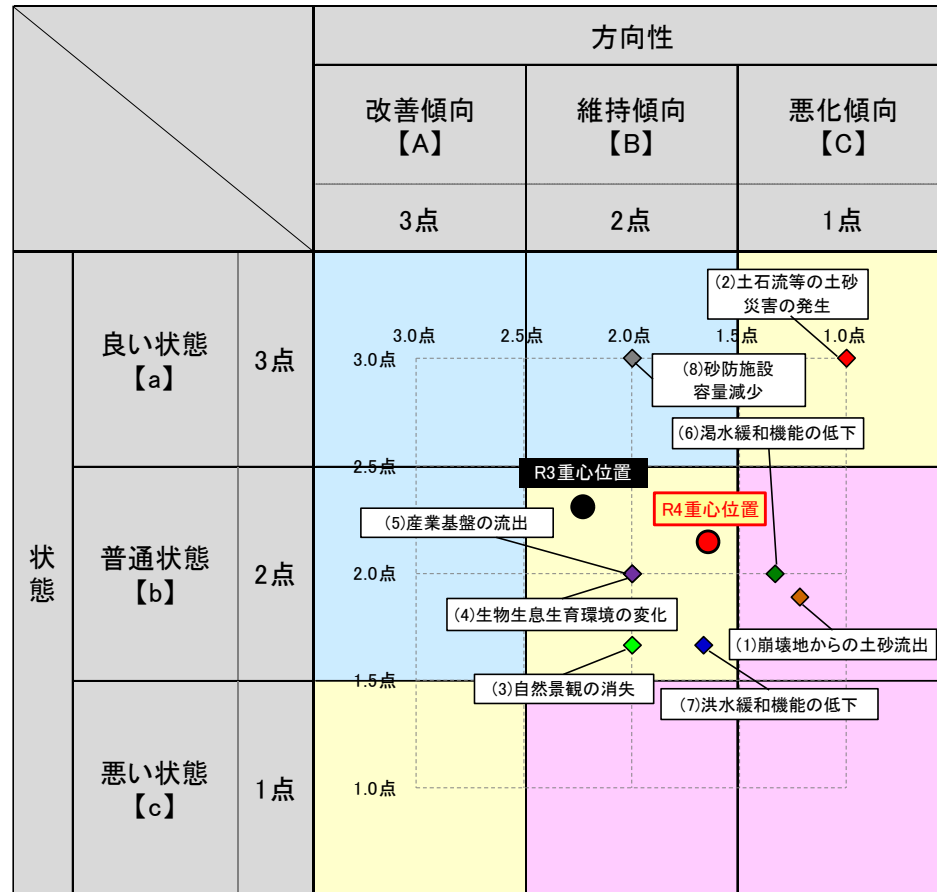 方向性
改善傾向
【A】
維持傾向
【B】
悪化傾向
【C】
3点
2点
1点
状
態
良い状態
【a】
3点
普通状態
【b】
2点
悪い状態
【c】
1点
(2)土石流等の土砂
災害の発生
3.0点
2.5点
2.0点
1.5点
1.0点
3.0点
(8)砂防施設
容量減少
(6)渇水緩和機能の低下
2.5点
R3重心位置
R4重心位置
(5)産業基盤の流出
2.0点
(4)生物生息生育環境の変化
(1)崩壊地からの土砂流出
1.5点
(3)自然景観の消失
(7)洪水緩和機能の低下
1.0点